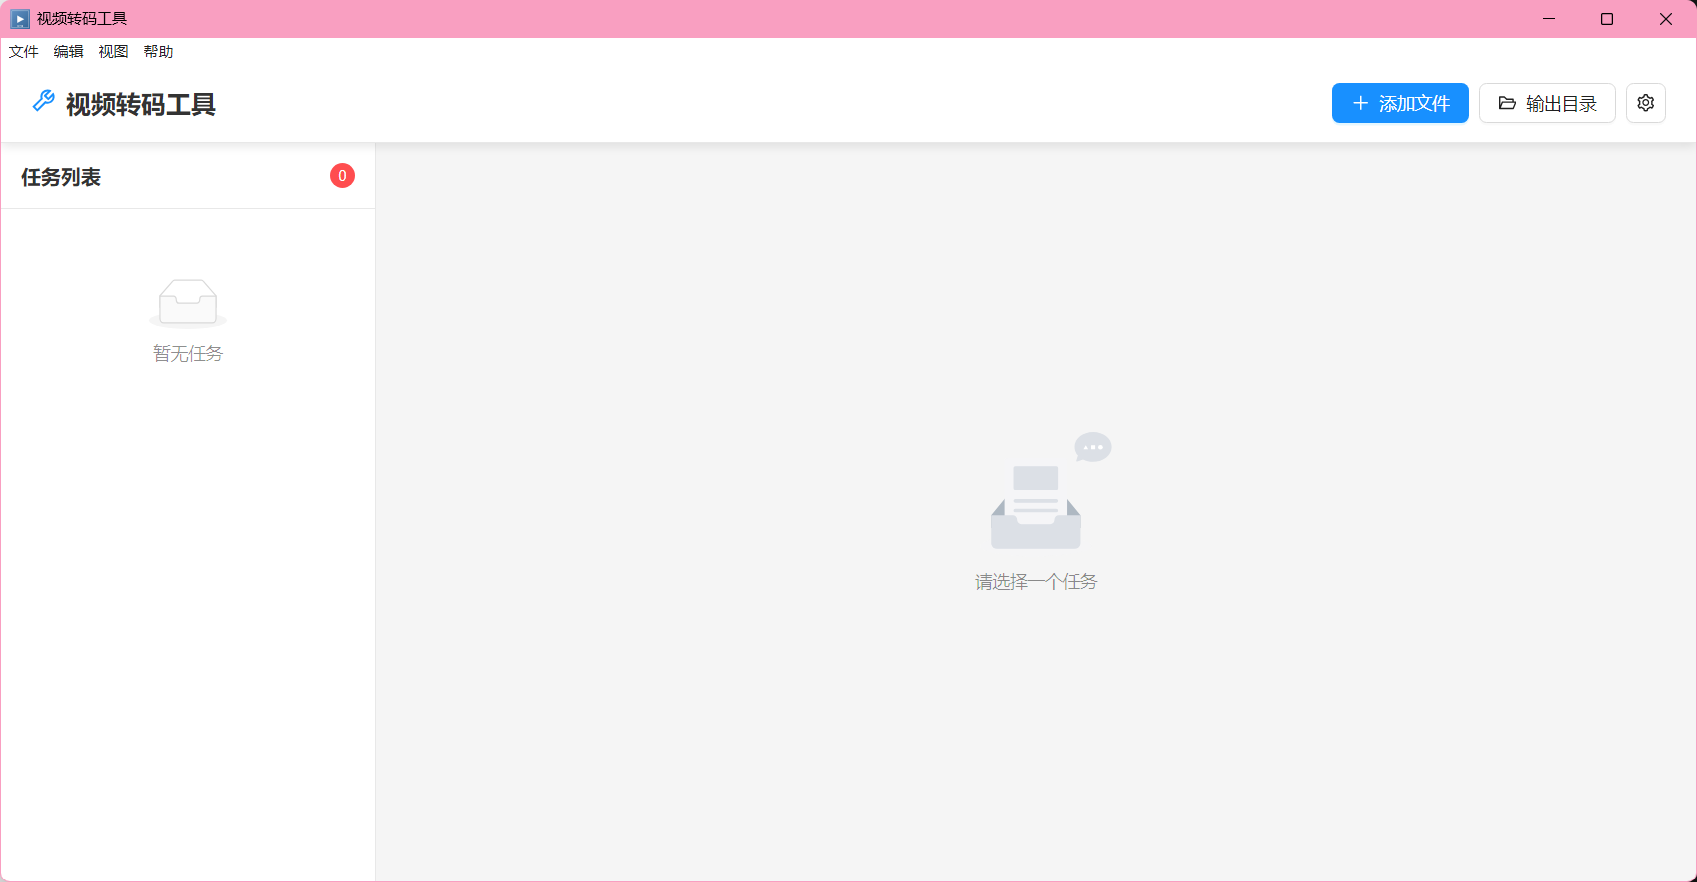 视频转码工具
文件 编辑 视图 帮助
视频转码工具
添加文件 输出目录
任务列表 0
暂无任务
请选择一个任务